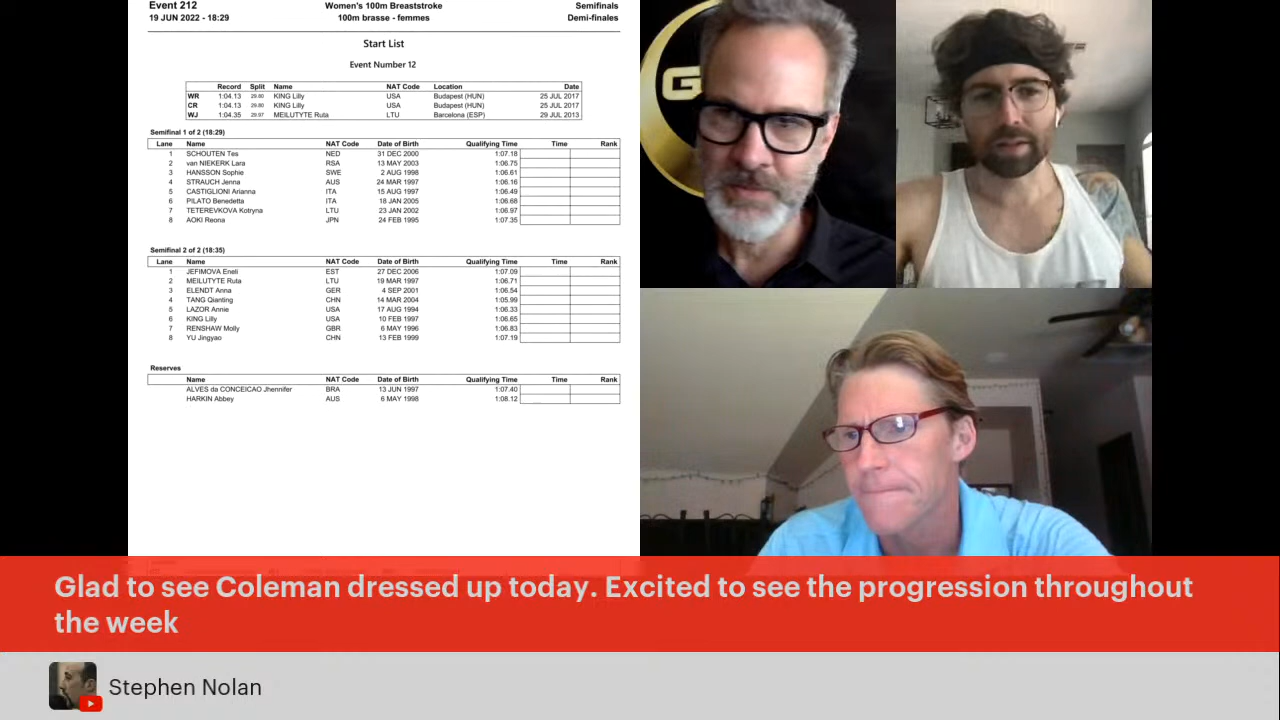 Event 212 Women's 100m Breaststroke Semifinals
19 JUN 2022 - 18:29 100m brasse - femmes Demi-finales
Start List
Event Number 12
Record Split Name NAT Code Location Date
WR 1:04.13 29.80 KING Lilly USA Budapest (HUN) 25 JUL 2017
CR 1:04.13 29.80 KING Lilly USA Budapest (HUN) 25 JUL 2017
WJ 1:04.35 29.97 MEILUTYTE Ruta LTU Barcelona (ESP) 29 JUL 2013
Semifinal 1 of 2 (18:29)
Lane Name NAT Code Date of Birth Qualifying Time Time Rank
1 SCHOUTEN Tes NED 31 DEC 2000 1:07.18
2 van NIEKERK Lara RSA 13 MAY 2003 1:06.75
3 HANSSON Sophie SWE 2 AUG 1998 1:06.61
4 STRAUCH Jenna AUS 24 MAR 1997 1:06.16
5 CASTIGLIONI Arianna ITA 15 AUG 1997 1:06.49
6 PILATO Benedetta ITA 18 JAN 2005 1:06.68
7 TETEREVKOVA Kotryna LTU 23 JAN 2002 1:06.97
8 AOKI Reona JPN 24 FEB 1995 1:07.35
Semifinal 2 of 2 (18:35)
Lane Name NAT Code Date of Birth Qualifying Time Time Rank
1 JEFIMOVA Eneli EST 27 DEC 2006 1:07.09
2 MEILUTYTE Ruta LTU 19 MAR 1997 1:06.71
3 ELENDT Anna GER 4 SEP 2001 1:06.54
4 TANG Qianting CHN 14 MAR 2004 1:05.99
5 LAZOR Annie USA 17 AUG 1994 1:06.33
6 KING Lilly USA 10 FEB 1997 1:06.65
7 RENSHAW Molly GBR 6 MAY 1996 1:06.83
8 YU Jingyao CHN 13 FEB 1999 1:07.19
Reserves
Name NAT Code Date of Birth Qualifying Time Time Rank
ALVES da CONCEICAO Jhennifer BRA 13 JUN 1997 1:07.40
HARKIN Abbey AUS 6 MAY 1998 1:08.12
G
Glad to see Coleman dressed up today. Excited to see the progression throughout
the week
Stephen Nolan